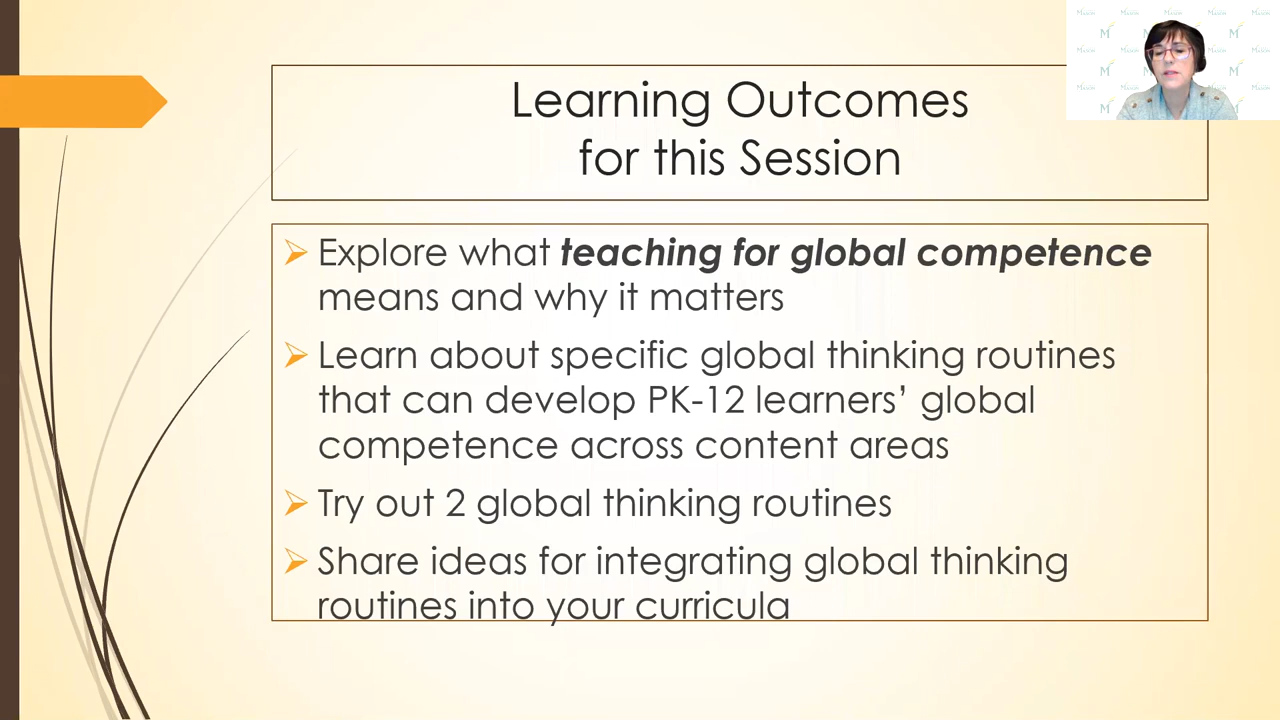 Learning Outcomes
for this Session
Explore what teaching for global competence
means and why it matters
Learn about specific global thinking routines
that can develop PK-12 learners’ global
competence across content areas
Try out 2 global thinking routines
Share ideas for integrating global thinking
routines into your curricula